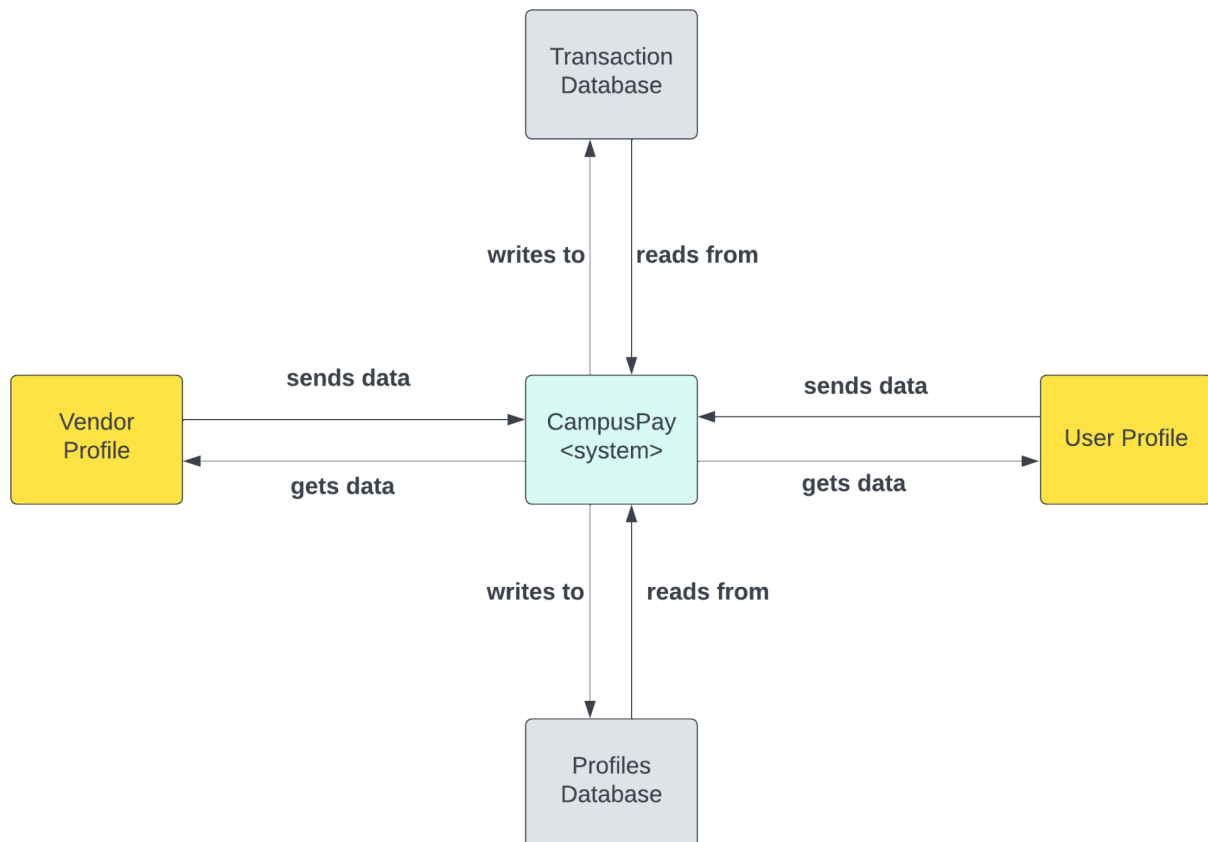 Transaction
Database
writes to
reads from
sends data
sends data
Vendor
Profile
CampusPay
<system>
User Profile
gets data
gets data
writes to
reads from
Profiles
Database